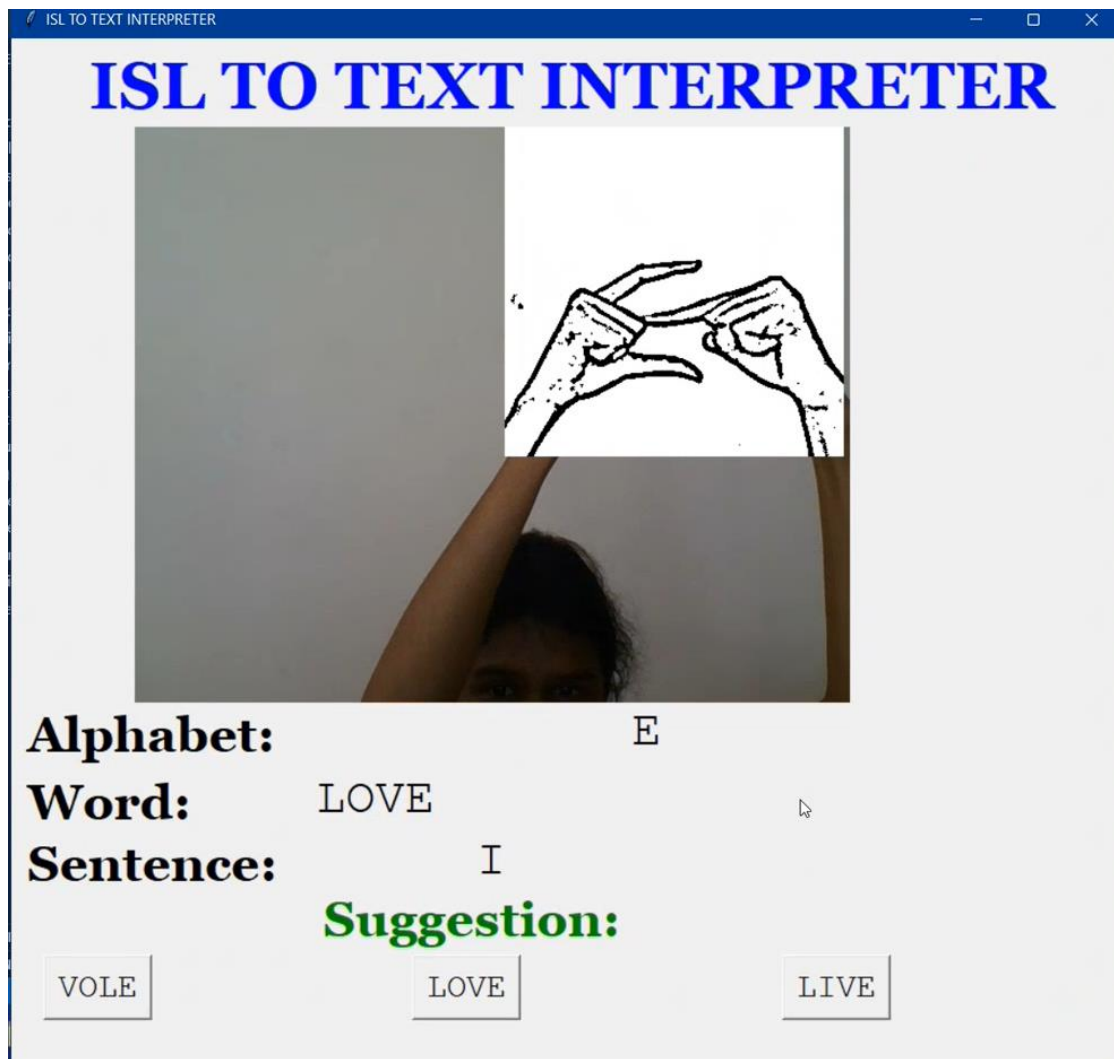 ISL TO TEXT INTERPRETER
ISL TO TEXT INTERPRETER
Alphabet: E
Word: LOVE
Sentence: I
Suggestion:
VOLE LOVE LIVE